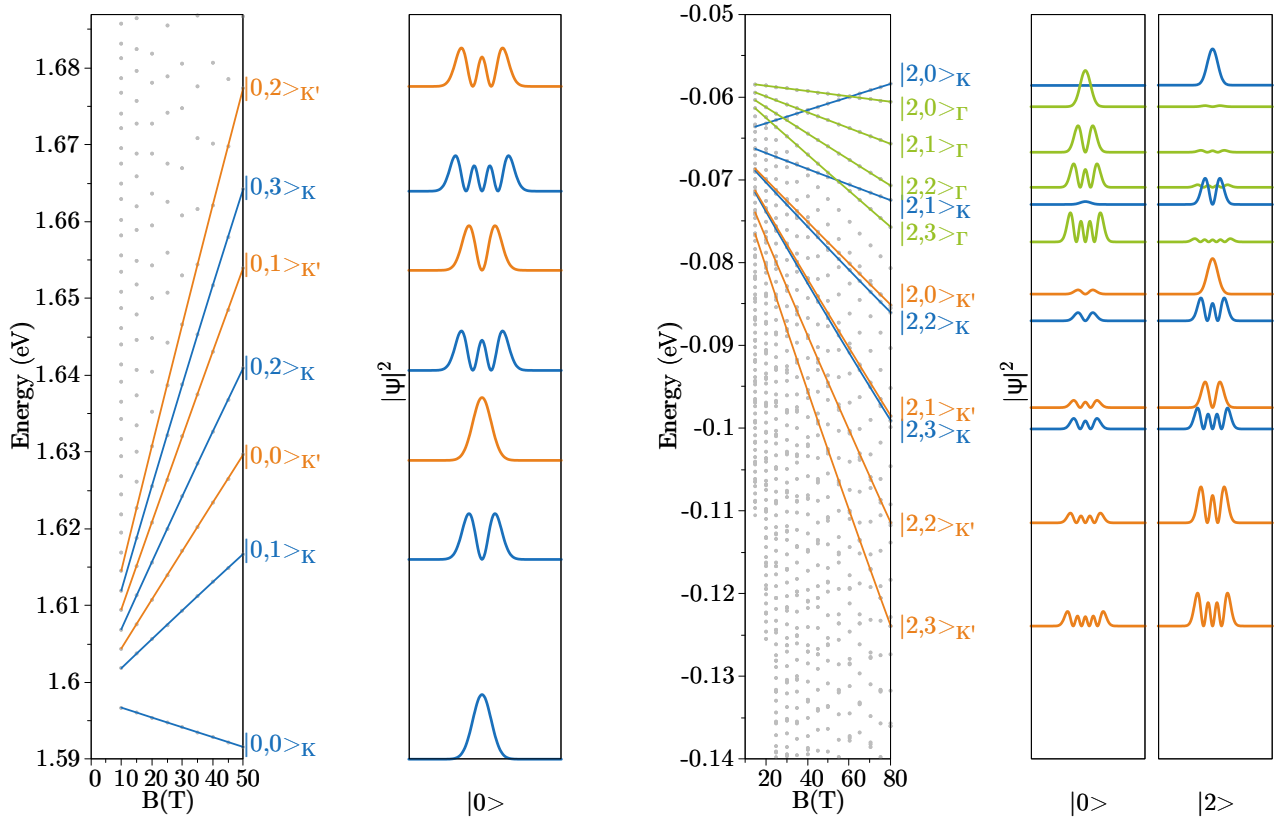 1.68
1.67
1.66
1.65
1.64
1.63
1.62
1.61
1.6
1.59
Energy (eV)
0 10 20 30 40 50
B(T)
|0,2>K'
|0,3>K
|0,1>K'
|0,2>K
|0,0>K'
|0,1>K
|0,0>K
|ψ|²
|0>
-0.05
-0.06
-0.07
-0.08
-0.09
-0.1
-0.11
-0.12
-0.13
-0.14
Energy (eV)
20 40 60 80
B(T)
|2,0>K
|2,0>Γ
|2,1>Γ
|2,2>Γ
|2,1>K
|2,3>Γ
|2,0>K'
|2,2>K
|2,1>K'
|2,3>K
|2,2>K'
|2,3>K'
|ψ|²
|0>
|2>